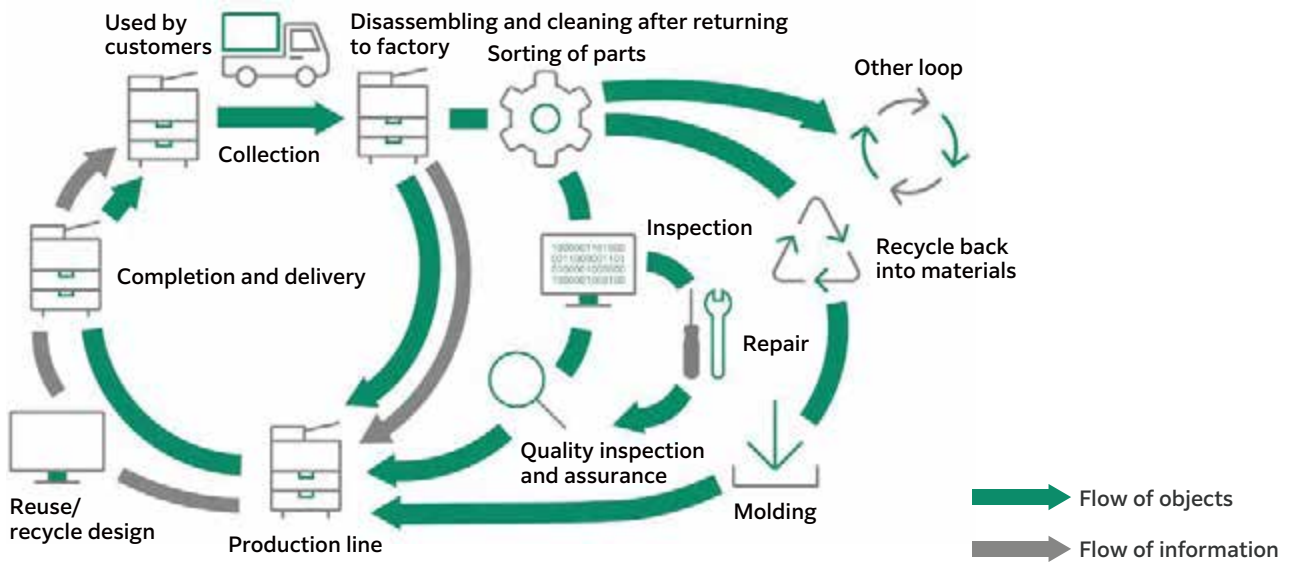 Used by
customers
Disassembling and cleaning after returning
to factory
Sorting of parts
Other loop
Collection
Inspection
Recycle back
into materials
Completion and delivery
Repair
Quality inspection
and assurance
Reuse/
recycle design
Molding
Production line
Flow of objects
Flow of information